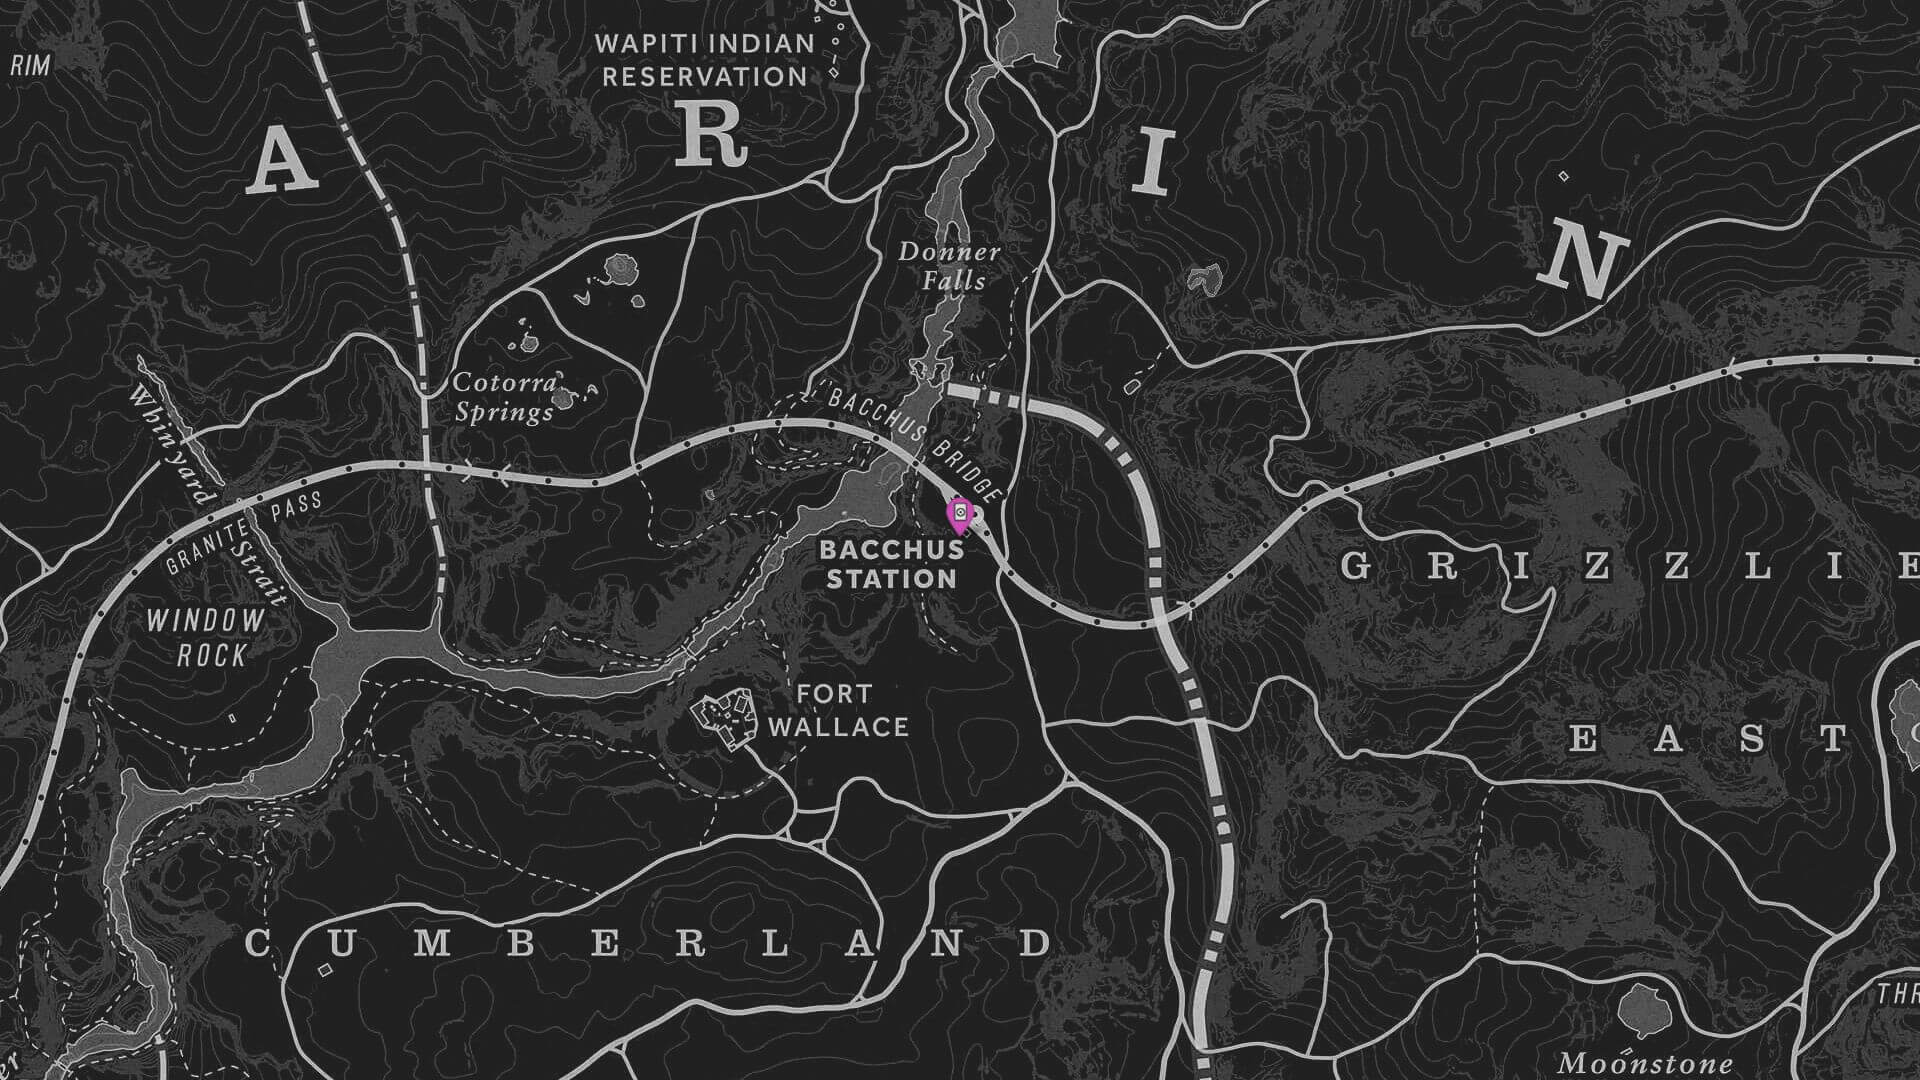 RIM
WAPITI INDIAN
RESERVATION
A R I N
Donner
Falls
Cotorra
Springs
Whinyard
Strait
BACCHUS BRIDGE
GRANITE PASS
BACCHUS
STATION
GRIZZLIE
WINDOW
ROCK
FORT
WALLACE
EAST
CUMBERLAND
THR
Moonstone